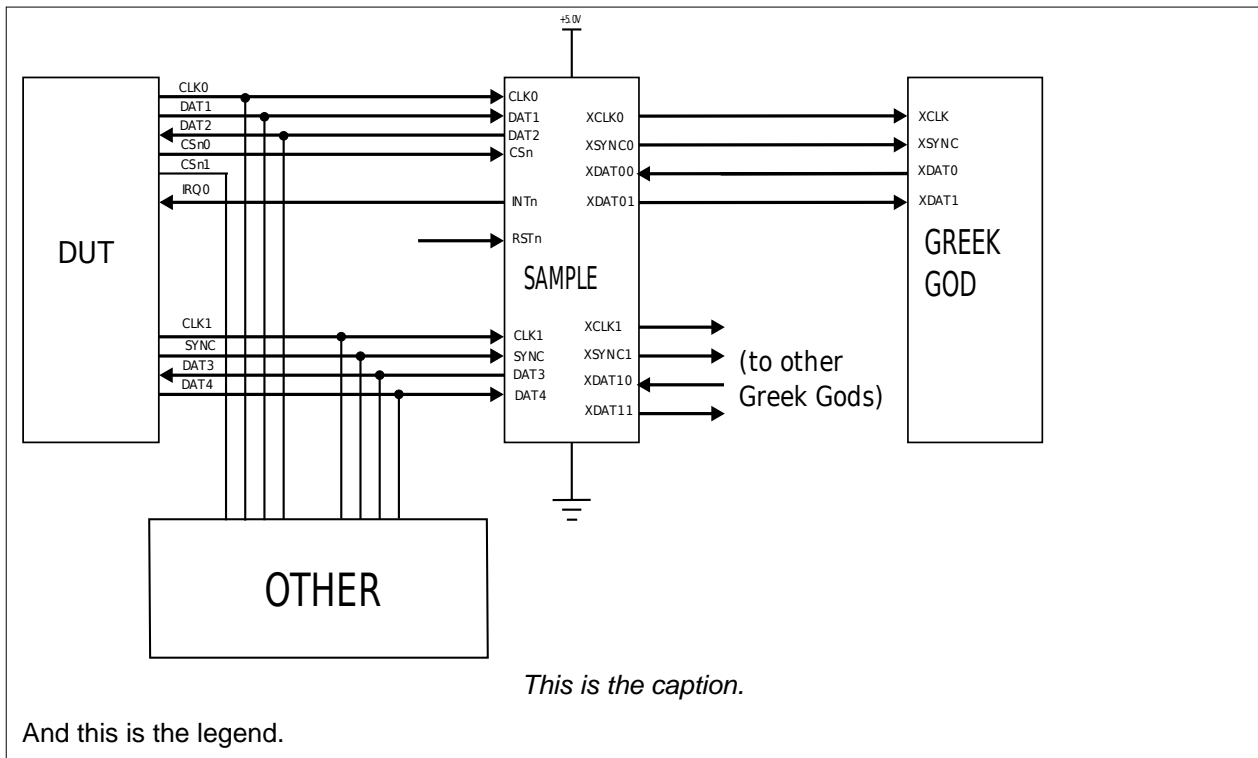 +5.0V
DUT
CLK0
DAT1
DAT2
CSn0
CSn1
IRQ0
CLK1
SYNC
DAT3
DAT4
CLK0
DAT1
DAT2
CSn
INTn
RSTn
SAMPLE
CLK1
SYNC
DAT3
DAT4
XCLK0
XSYNC0
XDAT00
XDAT01
XCLK1
XSYNC1
XDAT10
XDAT11
(to other
Greek Gods)
XCLK
XSYNC
XDAT0
XDAT1
GREEK
GOD
OTHER
This is the caption.
And this is the legend.